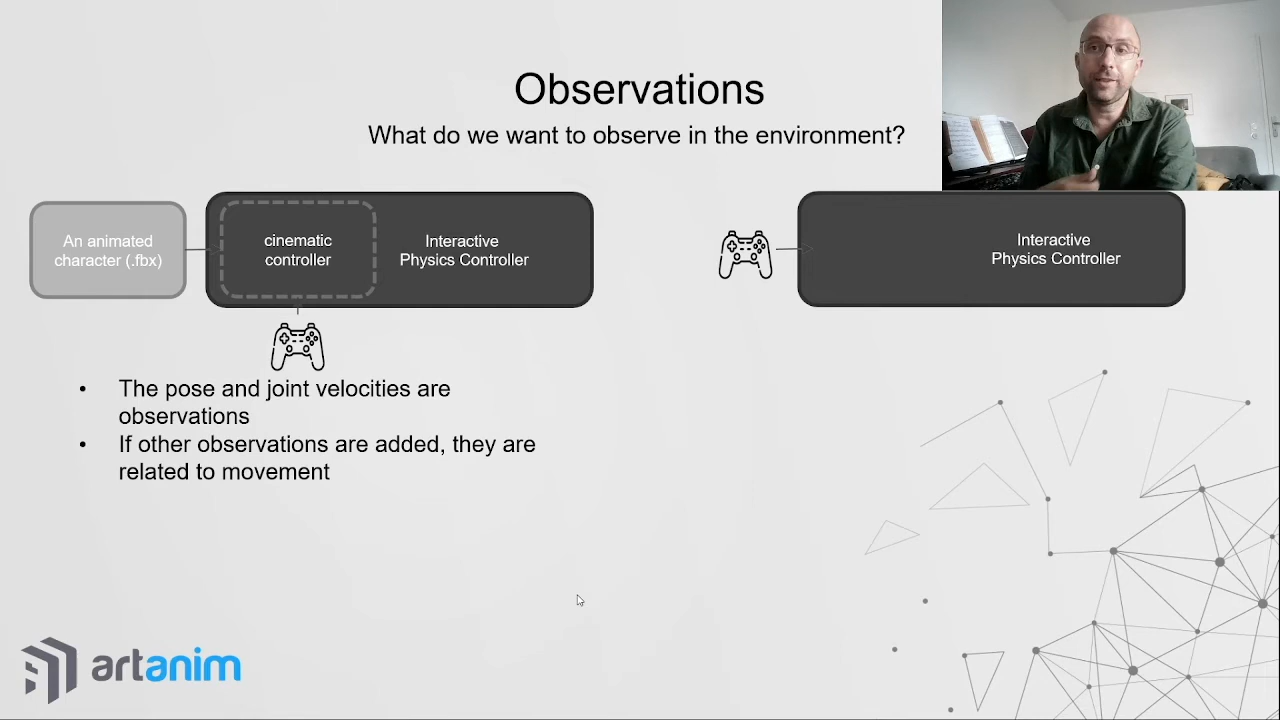 Observations
What do we want to observe in the environment?
An animated
character (.fbx)
cinematic
controller
Interactive
Physics Controller
Interactive
Physics Controller
• The pose and joint velocities are
observations
• If other observations are added, they are
related to movement
artanim